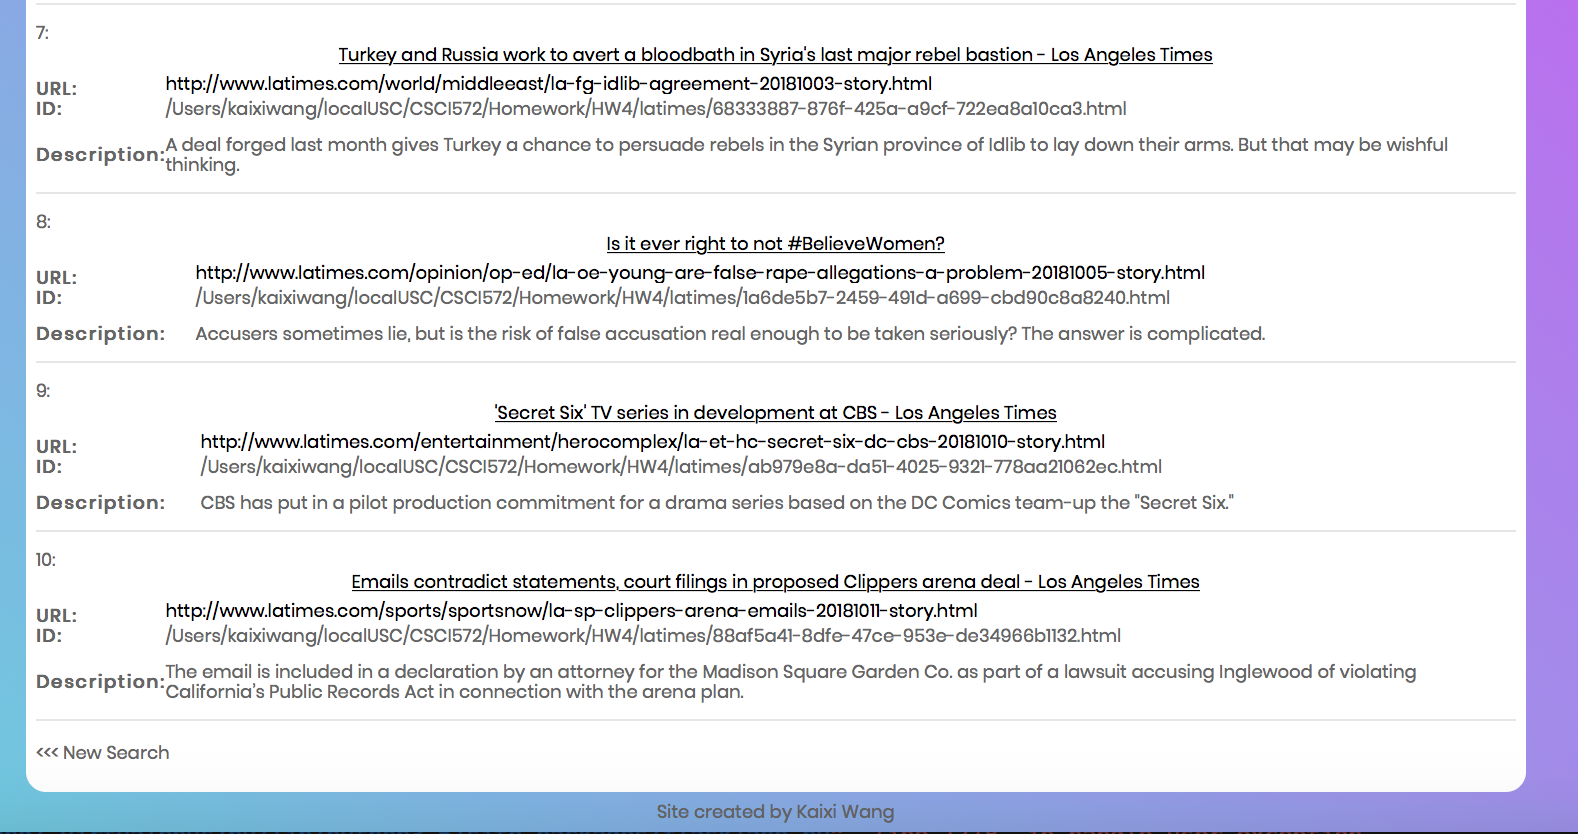 7:
Turkey and Russia work to avert a bloodbath in Syria's last major rebel bastion - Los Angeles Times
URL: http://www.latimes.com/world/middleeast/la-fg-idlib-agreement-20181003-story.html
ID: /Users/kaixiwang/localUSC/CSCI572/Homework/HW4/latimes/68333887-876f-425a-a9cf-722ea8a10ca3.html
Description: A deal forged last month gives Turkey a chance to persuade rebels in the Syrian province of Idlib to lay down their arms. But that may be wishful
thinking.
8:
Is it ever right to not #BelieveWomen?
URL: http://www.latimes.com/opinion/op-ed/la-oe-young-are-false-rape-allegations-a-problem-20181005-story.html
ID: /Users/kaixiwang/localUSC/CSCI572/Homework/HW4/latimes/1a6de5b7-2459-491d-a699-cbd90c8a8240.html
Description: Accusers sometimes lie, but is the risk of false accusation real enough to be taken seriously? The answer is complicated.
9:
'Secret Six' TV series in development at CBS - Los Angeles Times
URL: http://www.latimes.com/entertainment/herocomplex/la-et-hc-secret-six-dc-cbs-20181010-story.html
ID: /Users/kaixiwang/localUSC/CSCI572/Homework/HW4/latimes/ab979e8a-da51-4025-9321-778aa21062ec.html
Description: CBS has put in a pilot production commitment for a drama series based on the DC Comics team-up the "Secret Six."
10:
Emails contradict statements, court filings in proposed Clippers arena deal - Los Angeles Times
URL: http://www.latimes.com/sports/sportsnow/la-sp-clippers-arena-emails-20181011-story.html
ID: /Users/kaixiwang/localUSC/CSCI572/Homework/HW4/latimes/88af5a41-8dfe-47ce-953e-de34966b1132.html
Description: The email is included in a declaration by an attorney for the Madison Square Garden Co. as part of a lawsuit accusing Inglewood of violating
California's Public Records Act in connection with the arena plan.
<<< New Search
Site created by Kaixi Wang